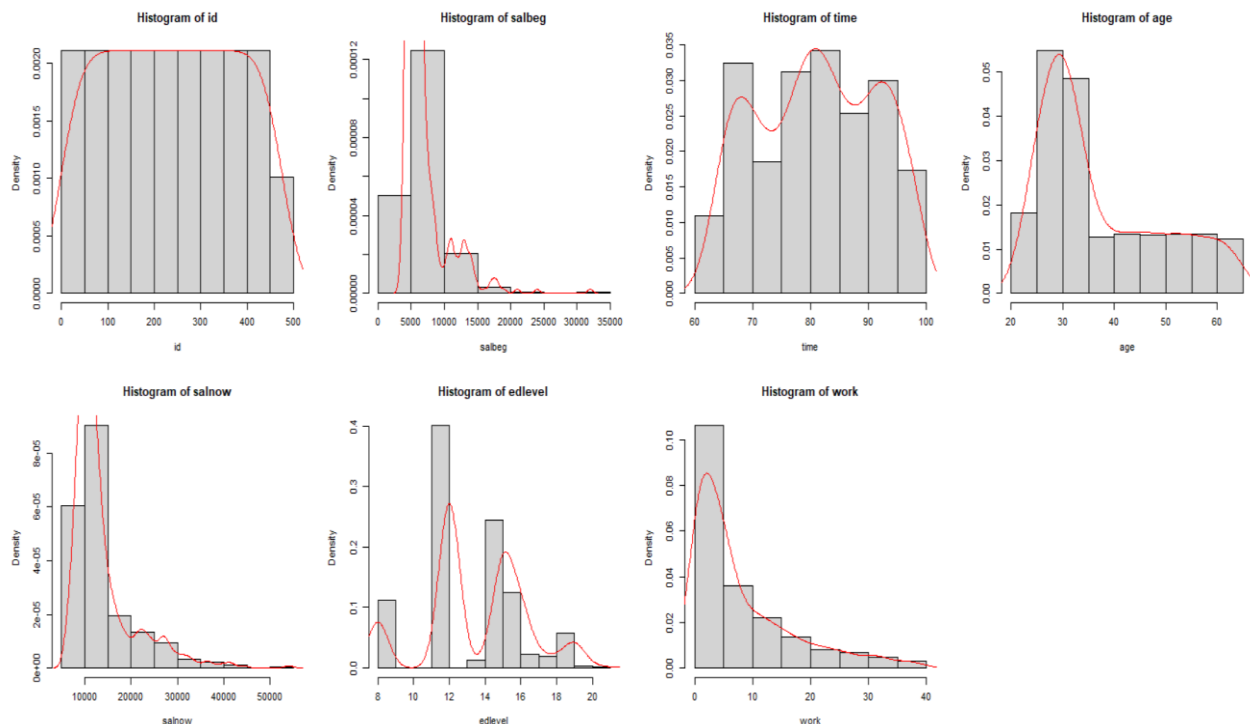 Histogram of id
Density
0.0000 0.0005 0.0010 0.0015 0.0020
0 100 200 300 400 500
id
Histogram of salbeg
Density
0.00000 0.00004 0.00008 0.00012
0 5000 10000 15000 20000 25000 30000 35000
salbeg
Histogram of time
Density
0.000 0.005 0.010 0.015 0.020 0.025 0.030 0.035
60 70 80 90 100
time
Histogram of age
Density
0.00 0.01 0.02 0.03 0.04 0.05
20 30 40 50 60
age
Histogram of salnow
Density
0e+00 2e-05 4e-05 6e-05 8e-05
10000 20000 30000 40000 50000
salnow
Histogram of edlevel
Density
0.0 0.1 0.2 0.3 0.4
8 10 12 14 16 18 20
edlevel
Histogram of work
Density
0.00 0.02 0.04 0.06 0.08 0.10
0 10 20 30 40
work